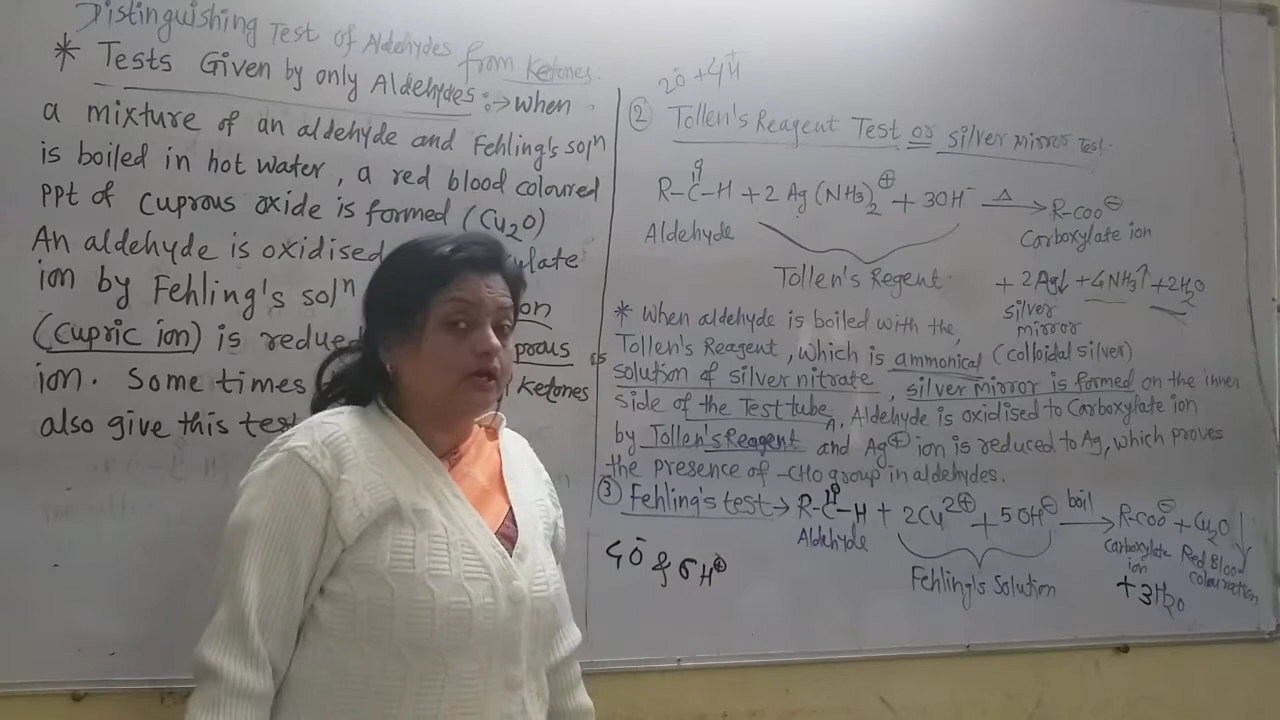 Distinguishing Test of Aldehydes from Ketones:
* Tests Given by only Aldehydes :→ when
a mixture of an aldehyde and Fehling's solⁿ
is boiled in hot water, a red blood coloured
ppt of cuprous oxide is formed (Cu₂O)
An aldehyde is oxidised
ion by Fehling's solⁿ ion
(cupric ion) is reduced
ion. Some times ketones
also give this test
2O⁻ + 4H⁺
② Tollen's Reagent Test or silver mirror Test.
R-C-H + 2 Ag(NH₃)₂⊕ + 3OH⁻ Δ→ R-COO⊖
Aldehyde Carboxylate ion
Tollen's Regent. + 2Ag↓ + 4NH₃↑ + 2H₂O
silver
mirror
* when aldehyde is boiled with the,
Tollen's Reagent, which is ammonical (colloidal silver)
solution of silver nitrate, silver mirror is formed on the inner
side of the Test tube. Aldehyde is oxidised to Carboxylate ion
by Tollen's Reagent and Ag⊕ ion is reduced to Ag, which proves
the presence of -CHO group in aldehydes.
③ Fehling's test → R-C-H + 2Cu²⊕ + 5OH⊖ boil→ R-COO⊖ + Cu₂O↓
O
Aldehyde Carboxylate ion Red Blood colouration
Fehling's Solution + 3H₂O
&